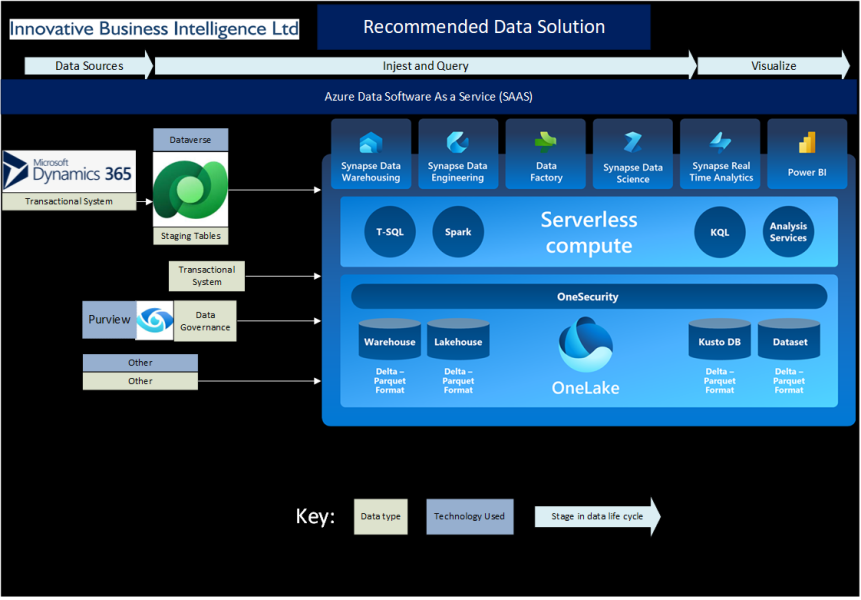 Innovative Business Intelligence Ltd
Recommended Data Solution
Data Sources
Injest and Query
Visualize
Azure Data Software As a Service (SAAS)
Microsoft
Dynamics 365
Transactional System
Dataverse
Staging Tables
Transactional
System
Purview
Data
Governance
Other
Other
Synapse Data
Warehousing
Synapse Data
Engineering
Data
Factory
Synapse Data
Science
Synapse Real
Time Analytics
Power BI
T-SQL
Spark
Serverless
compute
KQL
Analysis
Services
OneSecurity
Warehouse
Lakehouse
Kusto DB
Dataset
Delta –
Parquet
Format
Delta –
Parquet
Format
OneLake
Delta –
Parquet
Format
Delta –
Parquet
Format
Key:
Data type
Technology Used
Stage in data life cycle